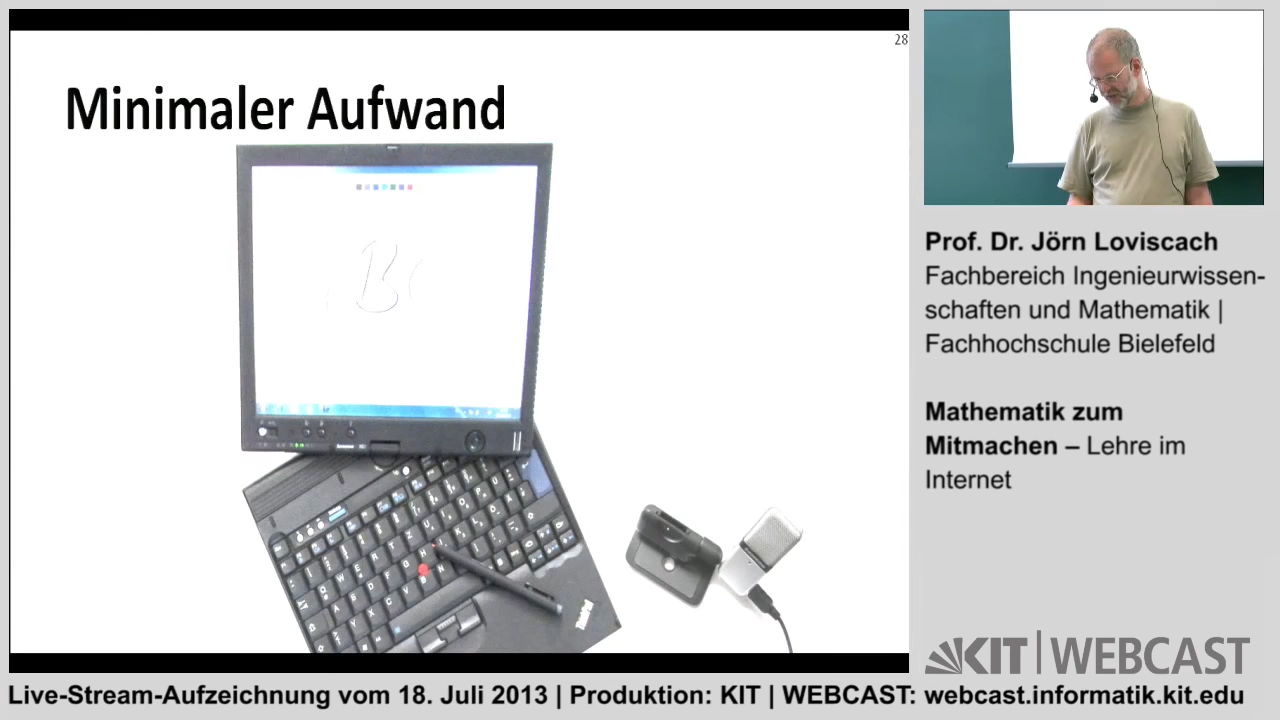 28
Minimaler Aufwand
B
ThinkPad
Prof. Dr. Jörn Loviscach
Fachbereich Ingenieurwissen-
schaften und Mathematik |
Fachhochschule Bielefeld
Mathematik zum
Mitmachen – Lehre im
Internet
KIT | WEBCAST
Live-Stream-Aufzeichnung vom 18. Juli 2013 | Produktion: KIT | WEBCAST: webcast.informatik.kit.edu